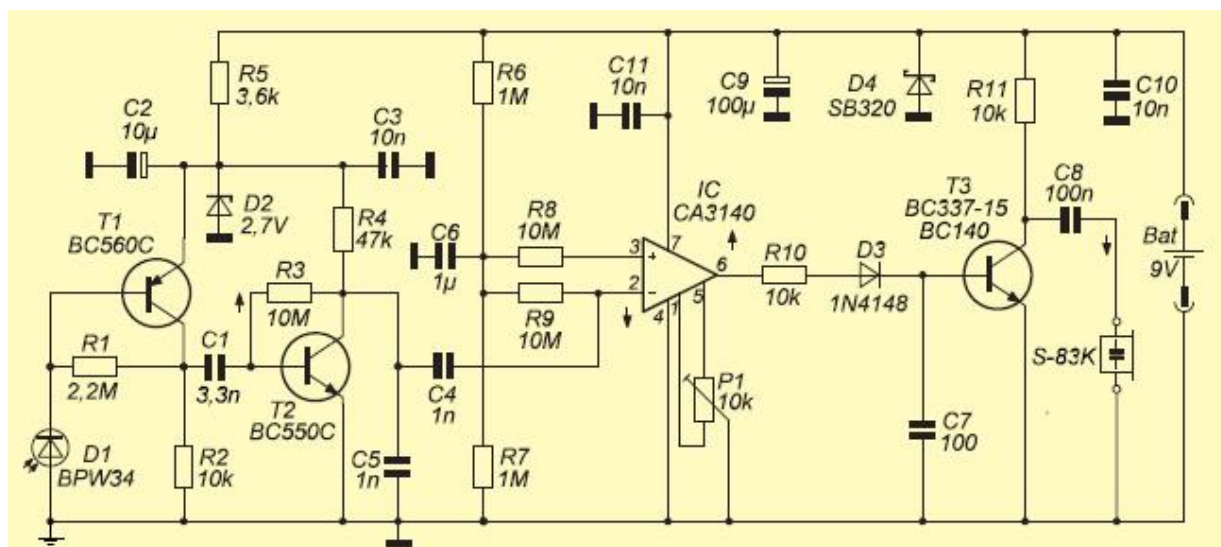 R5
3,6k
R6
1M
C11
10n
C9
100µ
D4
SB320
R11
10k
C10
10n
C2
10µ
C3
10n
D2
2,7V
T1
BC560C
R4
47k
C6
1µ
R8
10M
R9
10M
IC
CA3140
3
+
7
2
-
6
4
1
5
R10
10k
D3
1N4148
T3
BC337-15
BC140
C8
100n
Bat
9V
R3
10M
R1
2,2M
C1
3,3n
T2
BC550C
C4
1n
P1
10k
S-83K
D1
BPW34
R2
10k
C5
1n
R7
1M
C7
100